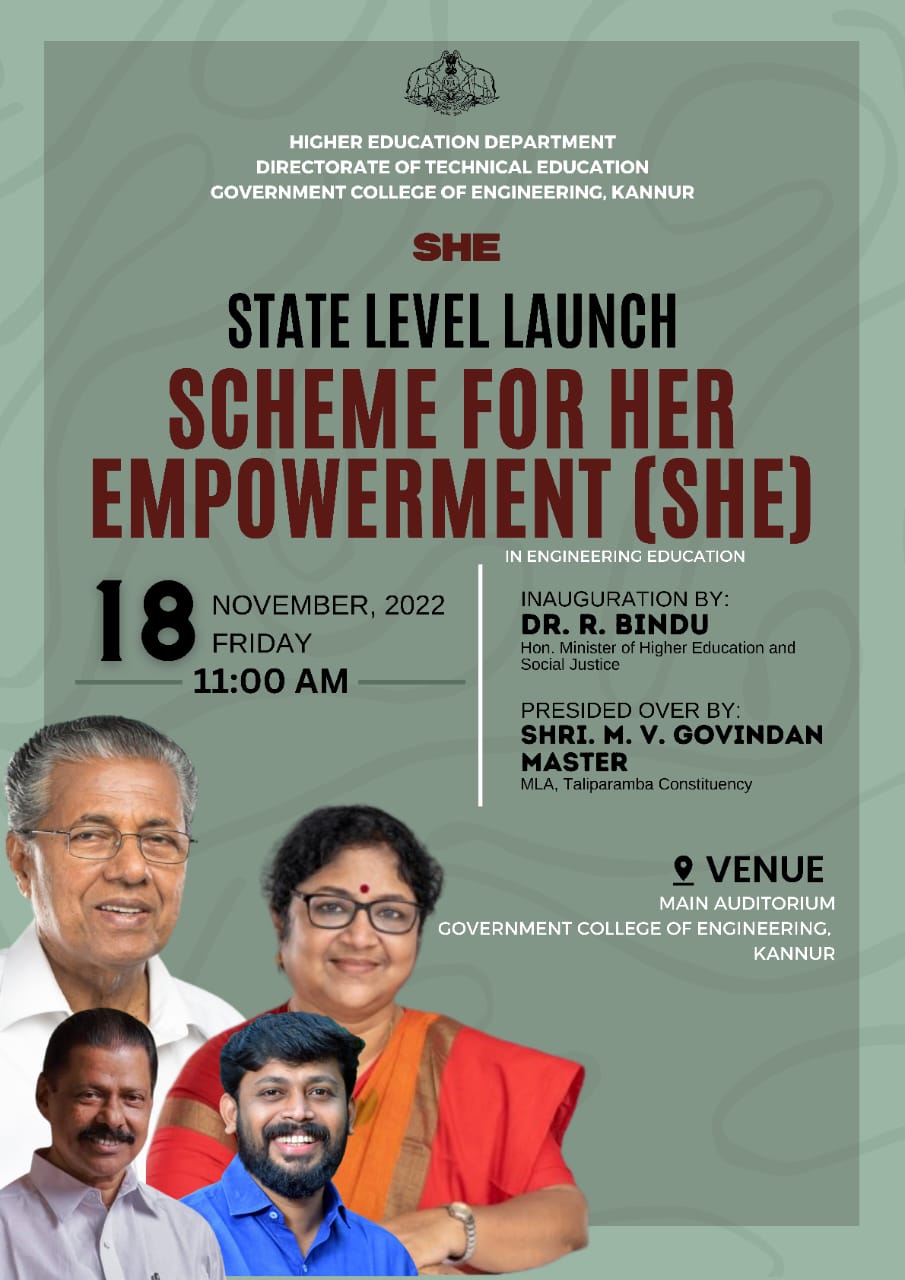 HIGHER EDUCATION DEPARTMENT
DIRECTORATE OF TECHNICAL EDUCATION
GOVERNMENT COLLEGE OF ENGINEERING, KANNUR
SHE
STATE LEVEL LAUNCH
SCHEME FOR HER
EMPOWERMENT (SHE)
IN ENGINEERING EDUCATION
18
NOVEMBER, 2022
FRIDAY
11:00 AM
INAUGURATION BY:
DR. R. BINDU
Hon. Minister of Higher Education and
Social Justice
PRESIDED OVER BY:
SHRI. M. V. GOVINDAN
MASTER
MLA, Taliparamba Constituency
VENUE
MAIN AUDITORIUM
GOVERNMENT COLLEGE OF ENGINEERING,
KANNUR